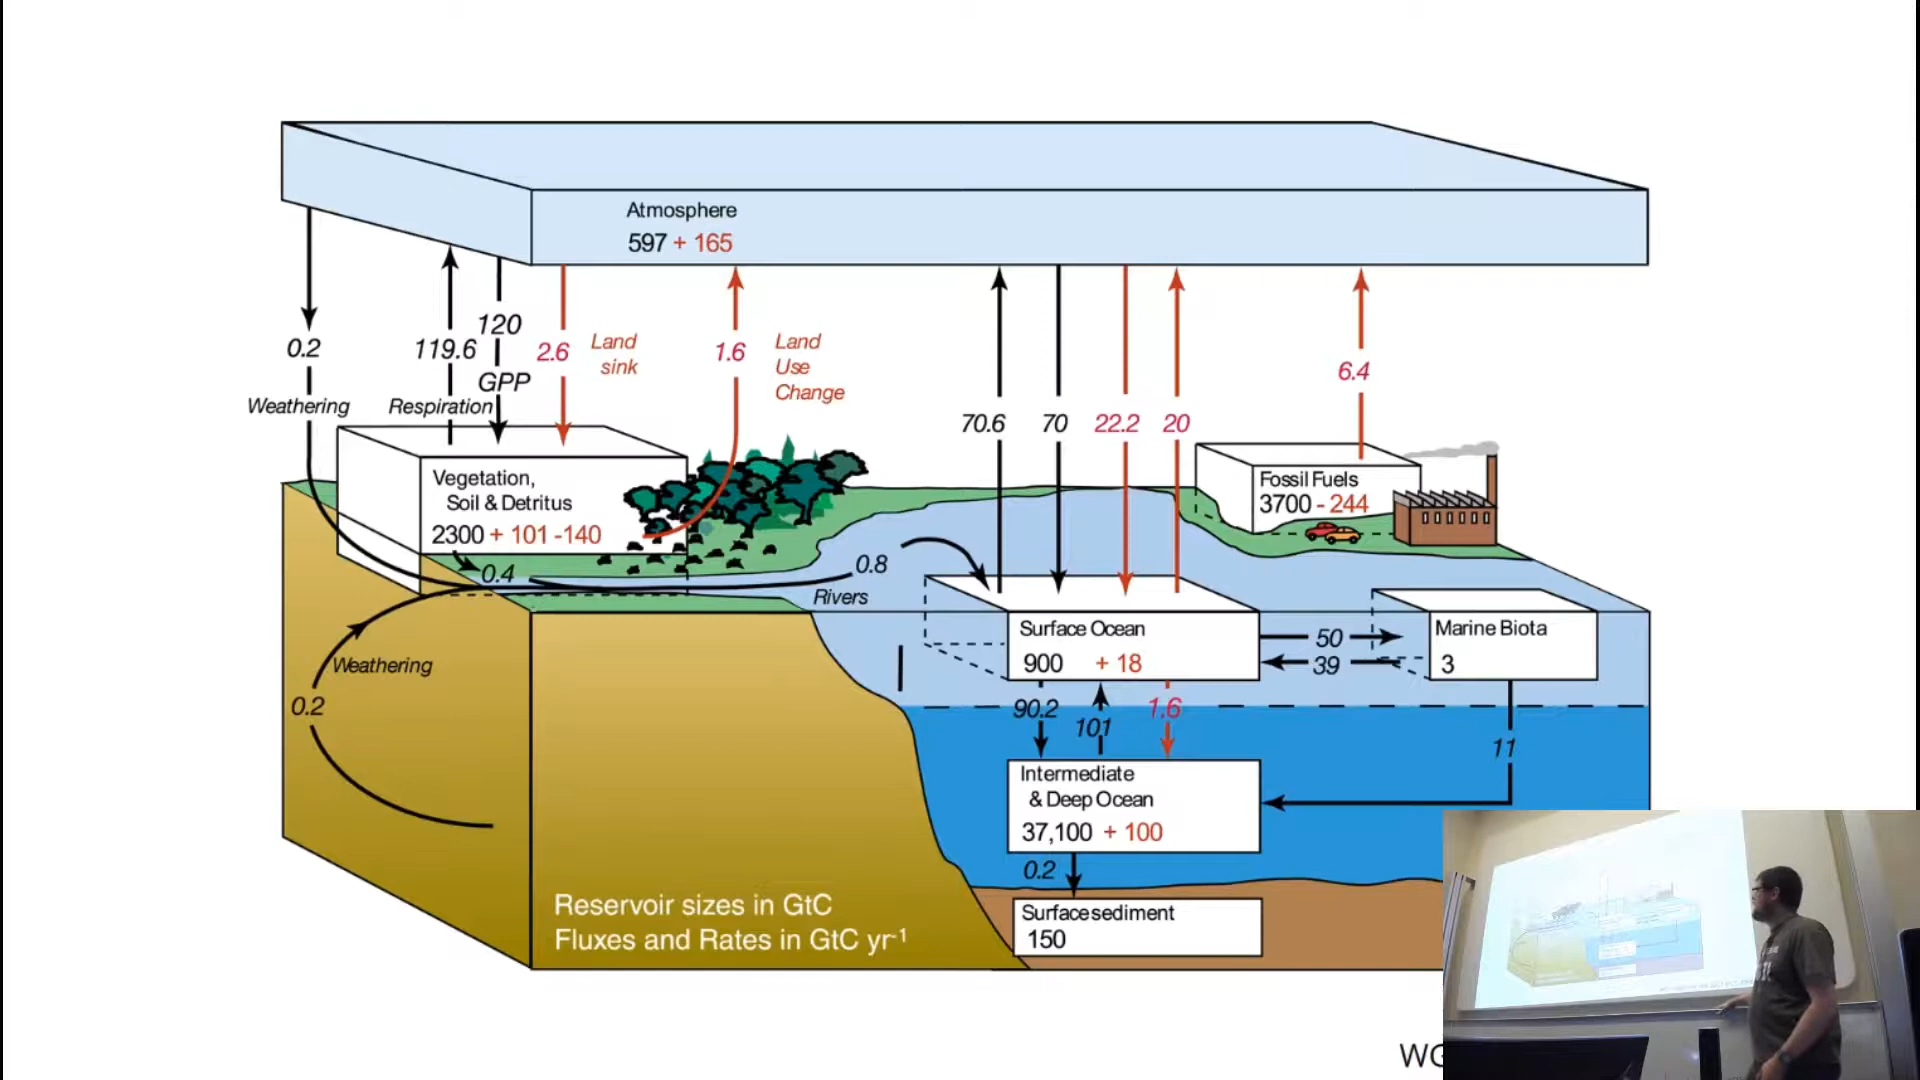 Atmosphere
597 + 165
0.2
Weathering
119.6
Respiration
120
GPP
2.6
Land
sink
1.6
Land
Use
Change
70.6
70
22.2
20
6.4
Vegetation,
Soil & Detritus
2300 + 101 -140
Fossil Fuels
3700 - 244
0.4
0.8
Rivers
Surface Ocean
900 + 18
50
39
Marine Biota
3
Weathering
0.2
90.2
101
1.6
11
Intermediate
& Deep Ocean
37,100 + 100
0.2
Surface sediment
150
Reservoir sizes in GtC
Fluxes and Rates in GtC yr-1